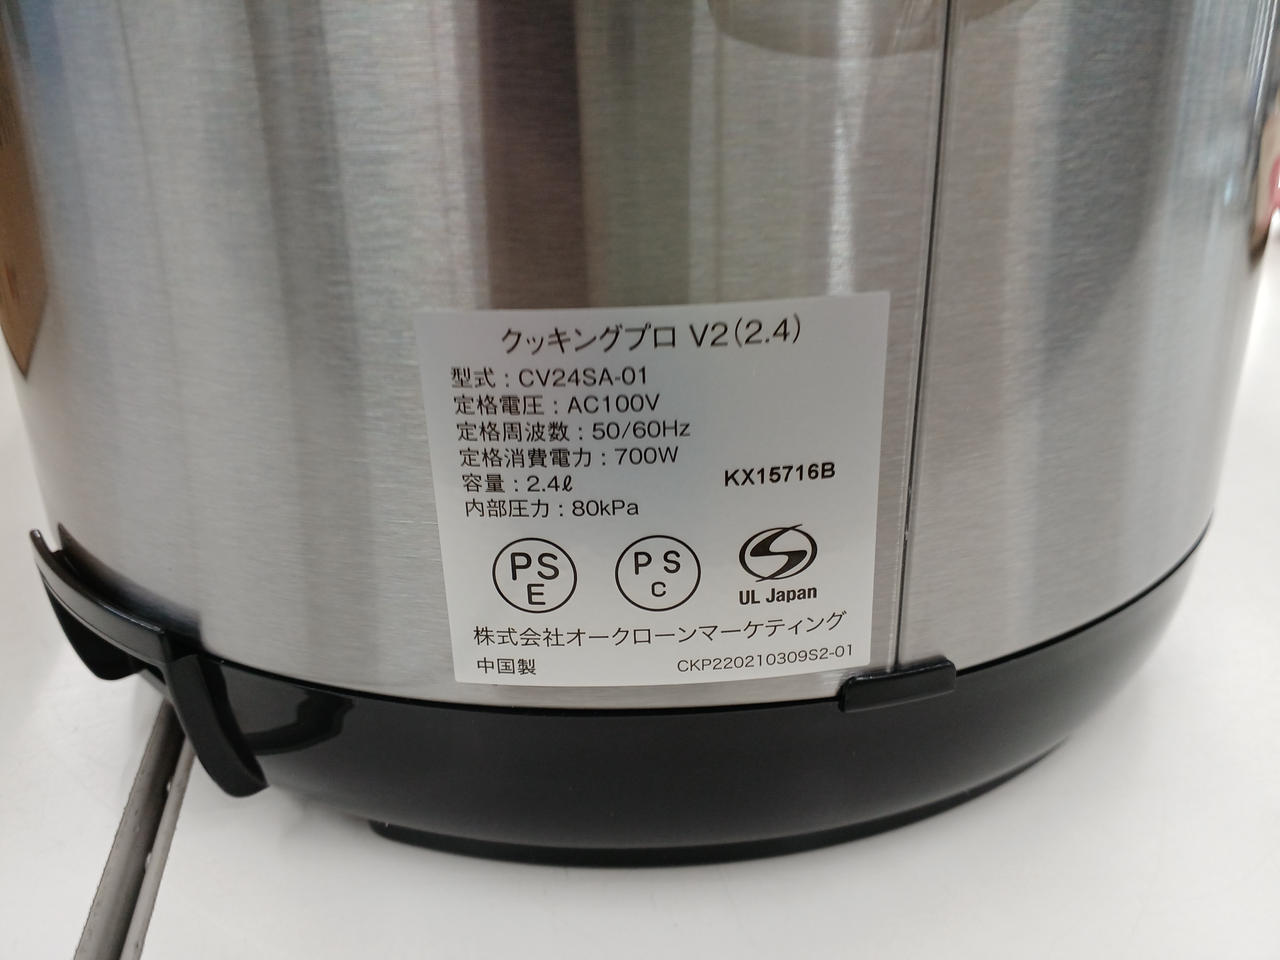 クッキングプロ V2(2.4)
型式：CV24SA-01
定格電圧：AC100V
定格周波数：50/60Hz
定格消費電力：700W
容量：2.4ℓ
内部圧力：80kPa
KX15716B
PS
E
PS
C
UL Japan
株式会社オークローンマーケティング
中国製
CKP220210309S2-01